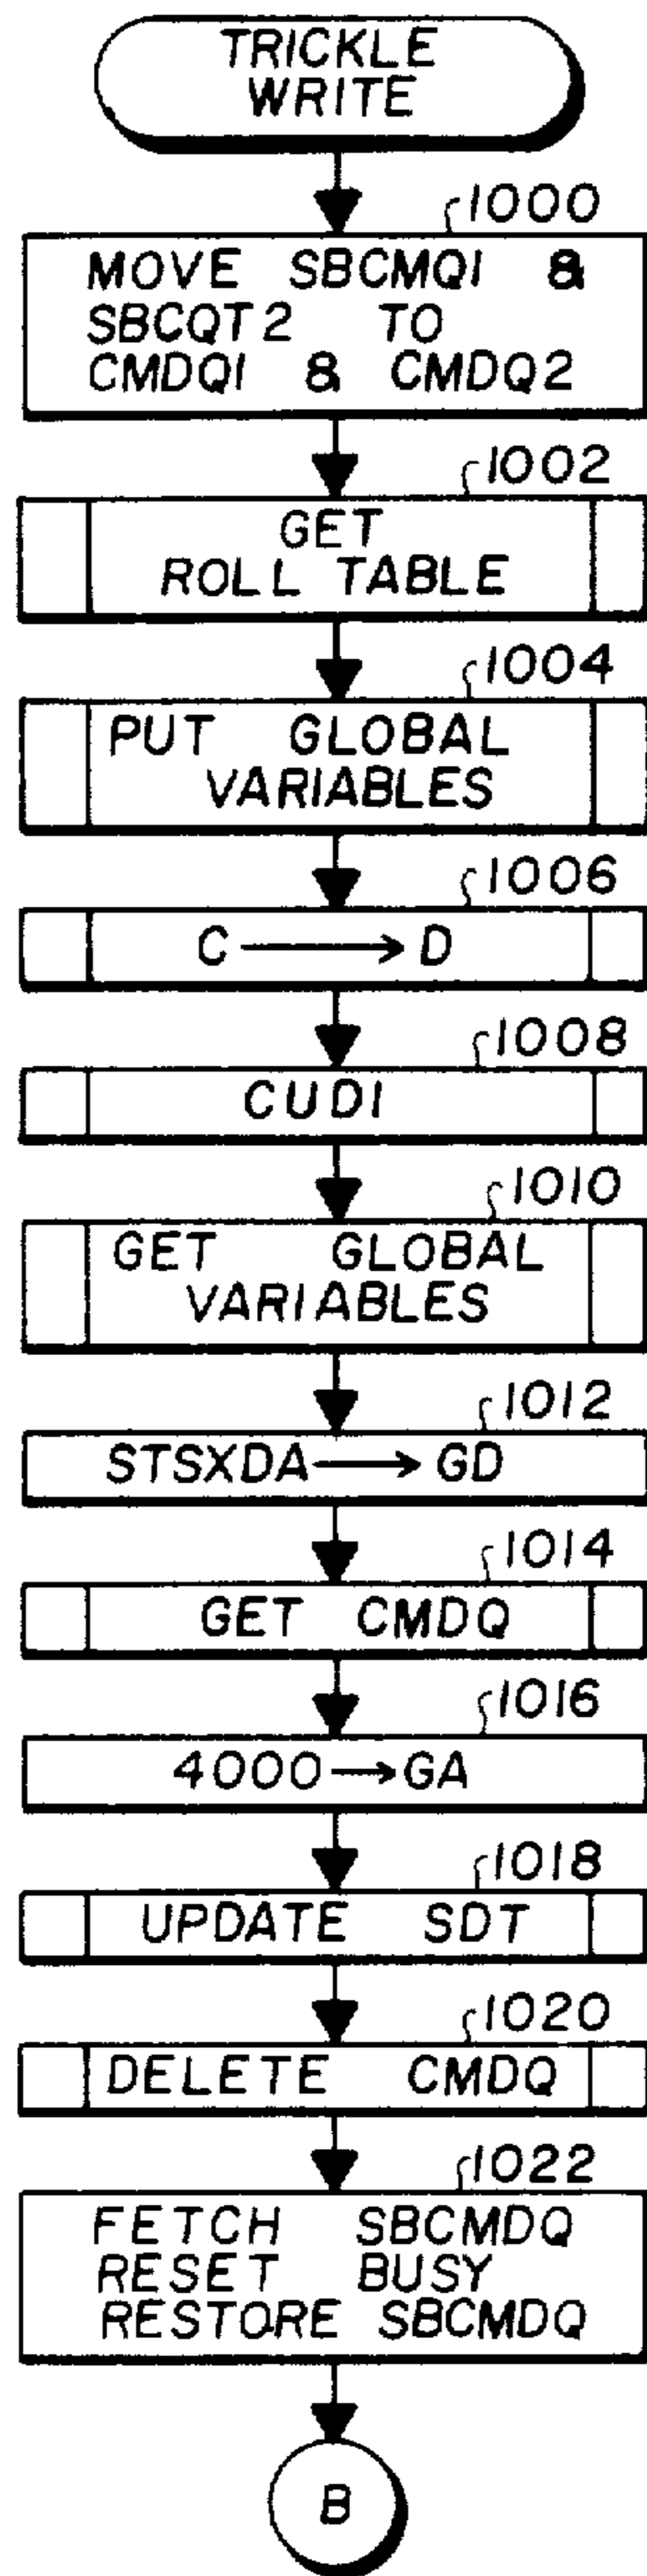 TRICKLE
WRITE
1000
MOVE SBCMQ1 &
SBCQT2 TO
CMDQ1 & CMDQ2
1002
GET
ROLL TABLE
1004
PUT GLOBAL
VARIABLES
1006
C → D
1008
CUDI
1010
GET GLOBAL
VARIABLES
1012
STSXDA → GD
1014
GET CMDQ
1016
4000 → GA
1018
UPDATE SDT
1020
DELETE CMDQ
1022
FETCH SBCMDQ
RESET BUSY
RESTORE SBCMDQ
B